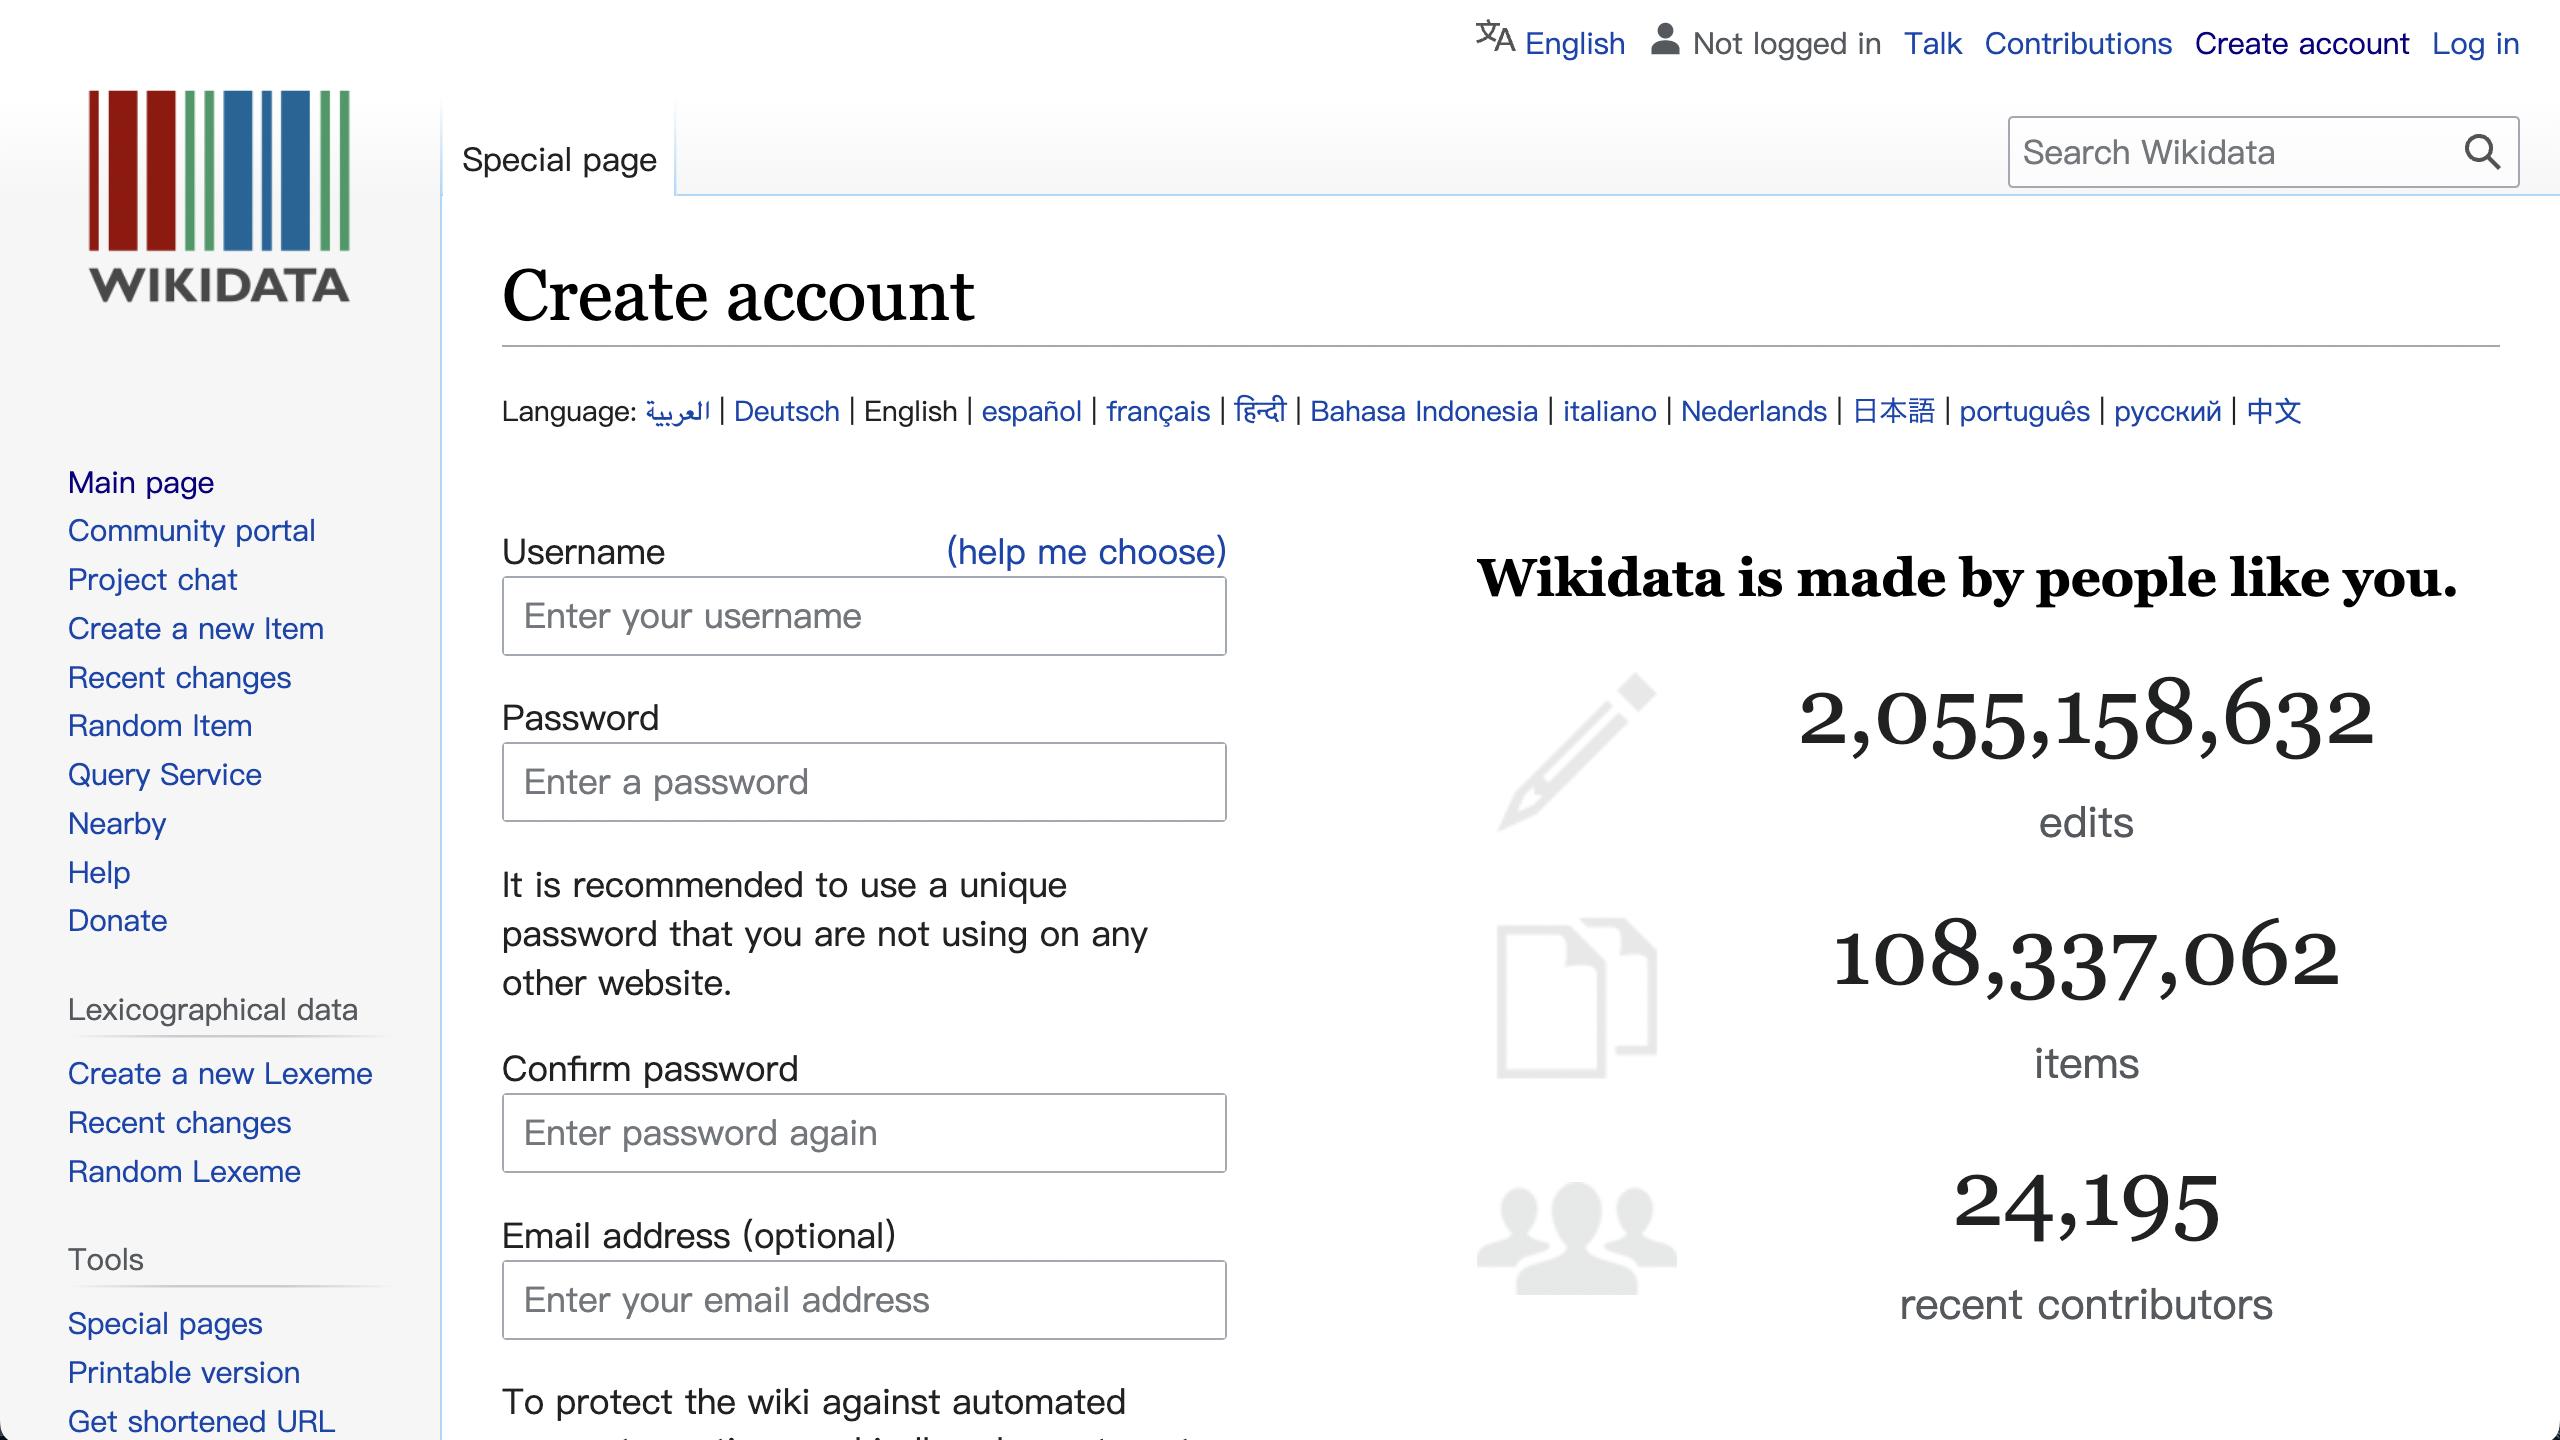 English Not logged in Talk Contributions Create account Log in
WIKIDATA
Special page
Search Wikidata
Create account
Language: العربية | Deutsch | English | español | français | हिन्दी | Bahasa Indonesia | italiano | Nederlands | 日本語 | português | русский | 中文
Main page
Community portal
Project chat
Create a new Item
Recent changes
Random Item
Query Service
Nearby
Help
Donate
Lexicographical data
Create a new Lexeme
Recent changes
Random Lexeme
Tools
Special pages
Printable version
Get shortened URL
Username (help me choose)
Enter your username
Password
Enter a password
It is recommended to use a unique
password that you are not using on any
other website.
Confirm password
Enter password again
Email address (optional)
Enter your email address
To protect the wiki against automated
Wikidata is made by people like you.
2,055,158,632
edits
108,337,062
items
24,195
recent contributors